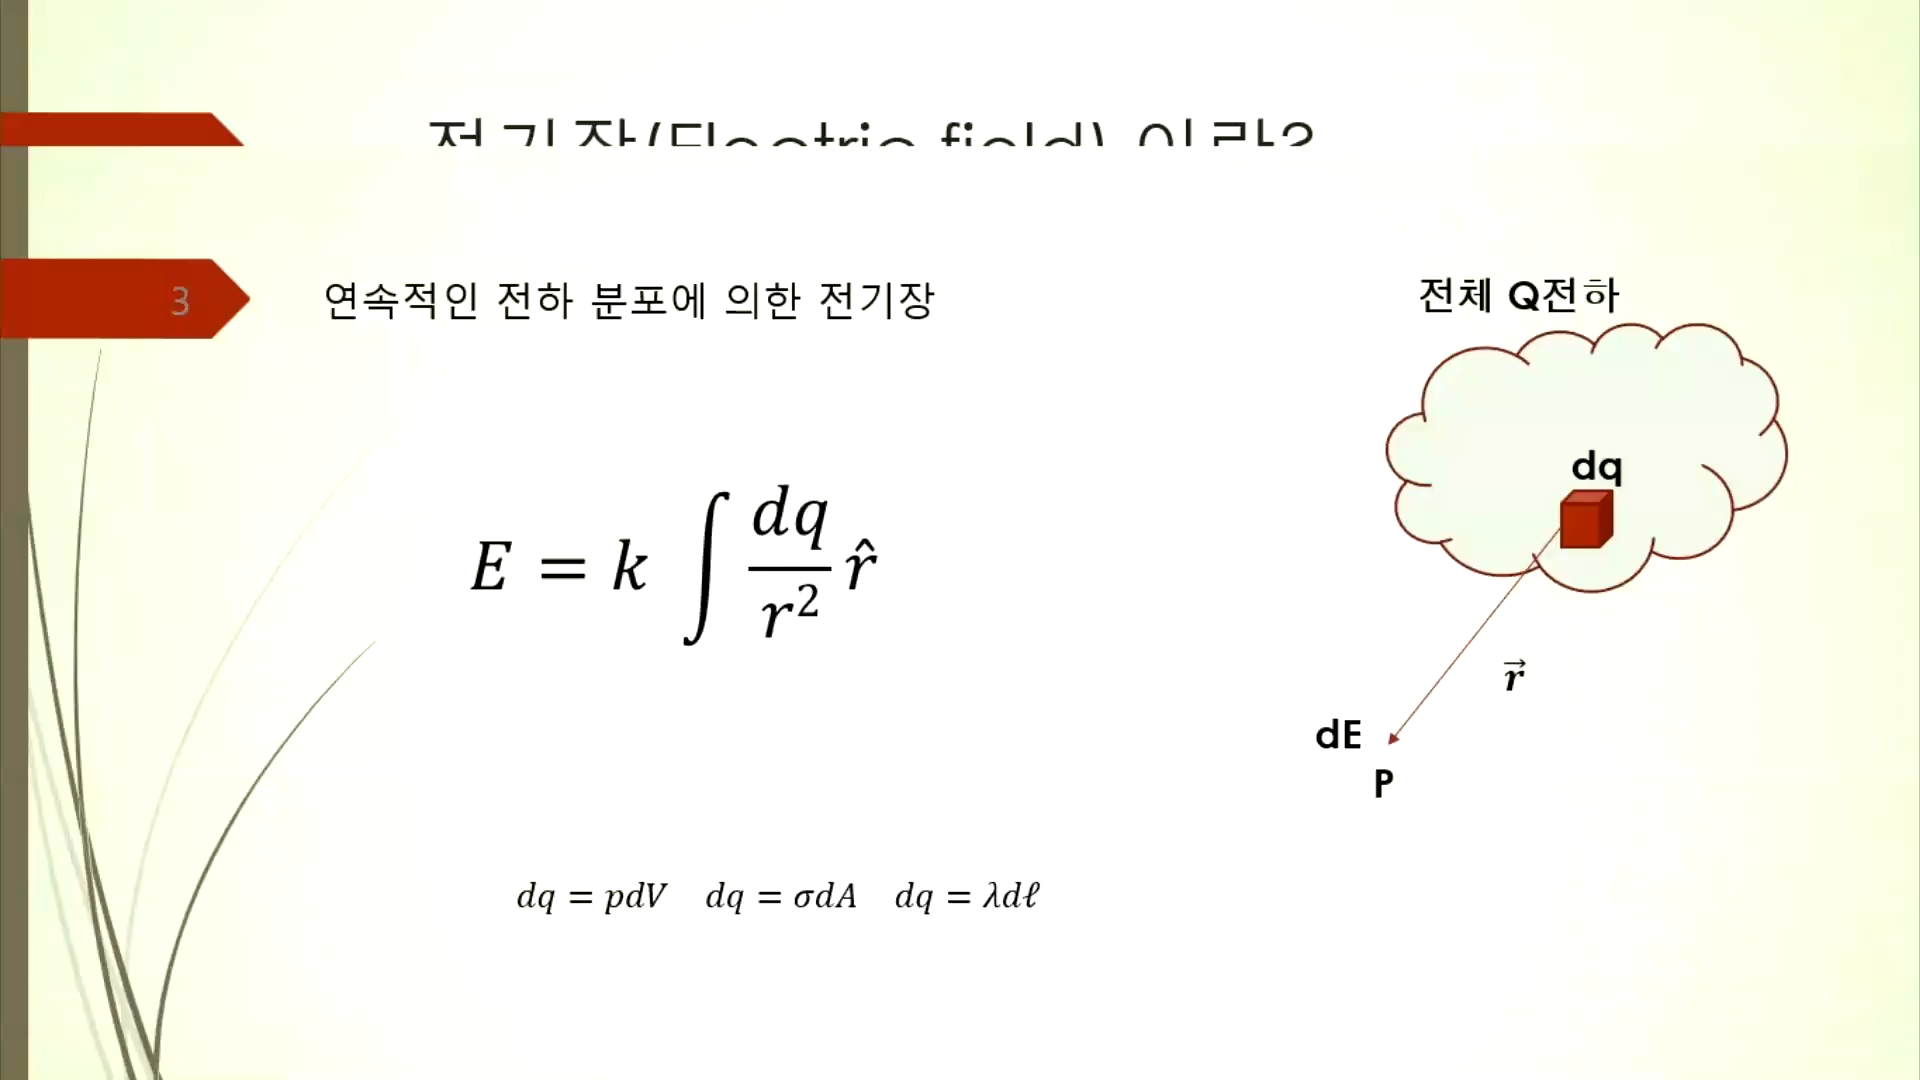 3
연속적인 전하 분포에 의한 전기장
전체 Q전하
dq
E = k ∫ dq/r² r̂
r⃗
dE
P
dq = pdV dq = σdA dq = λdℓ